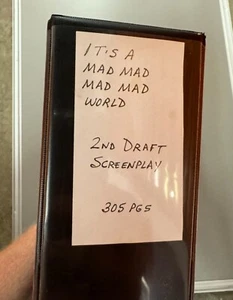 IT'S A
MAD MAD
MAD MAD
WORLD
2ND DRAFT
SCREENPLAY
305 PGS